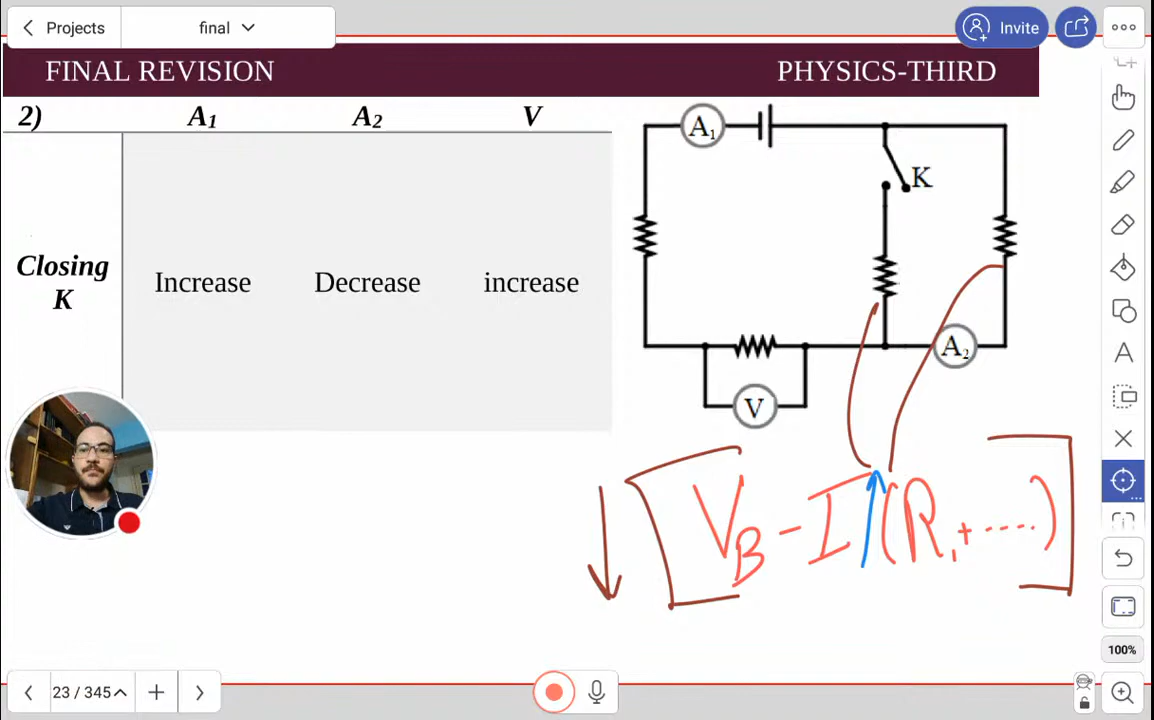 Projects
final
Invite
FINAL REVISION
PHYSICS-THIRD
2) A1 A2 V
Closing K
Increase Decrease increase
A1
K
A2
V
VB - I (R1 + .....)
100%
23 / 345